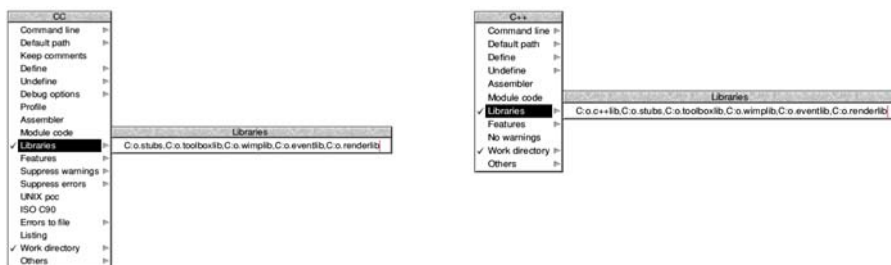 CC
Command line
Default path
Keep comments
Define
Undefine
Debug options
Profile
Assembler
Module code
Libraries
Features
Suppress warnings
Suppress errors
UNIX pcc
ISO C90
Errors to file
Listing
Work directory
Others
Libraries
C:o.stubs,C:o.toolboxlib,C:o.wimplib,C:o.eventlib,C:o.renderlib
C++
Command line
Default path
Define
Undefine
Assembler
Module code
Libraries
Features
No warnings
Work directory
Others
Libraries
C:o.c++lib,C:o.stubs,C:o.toolboxlib,C:o.wimplib,C:o.eventlib,C:o.renderlib